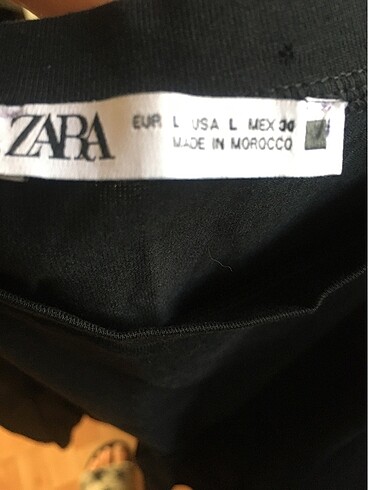 ZARA
EUR L USA L MEX 30
MADE IN MOROCCO